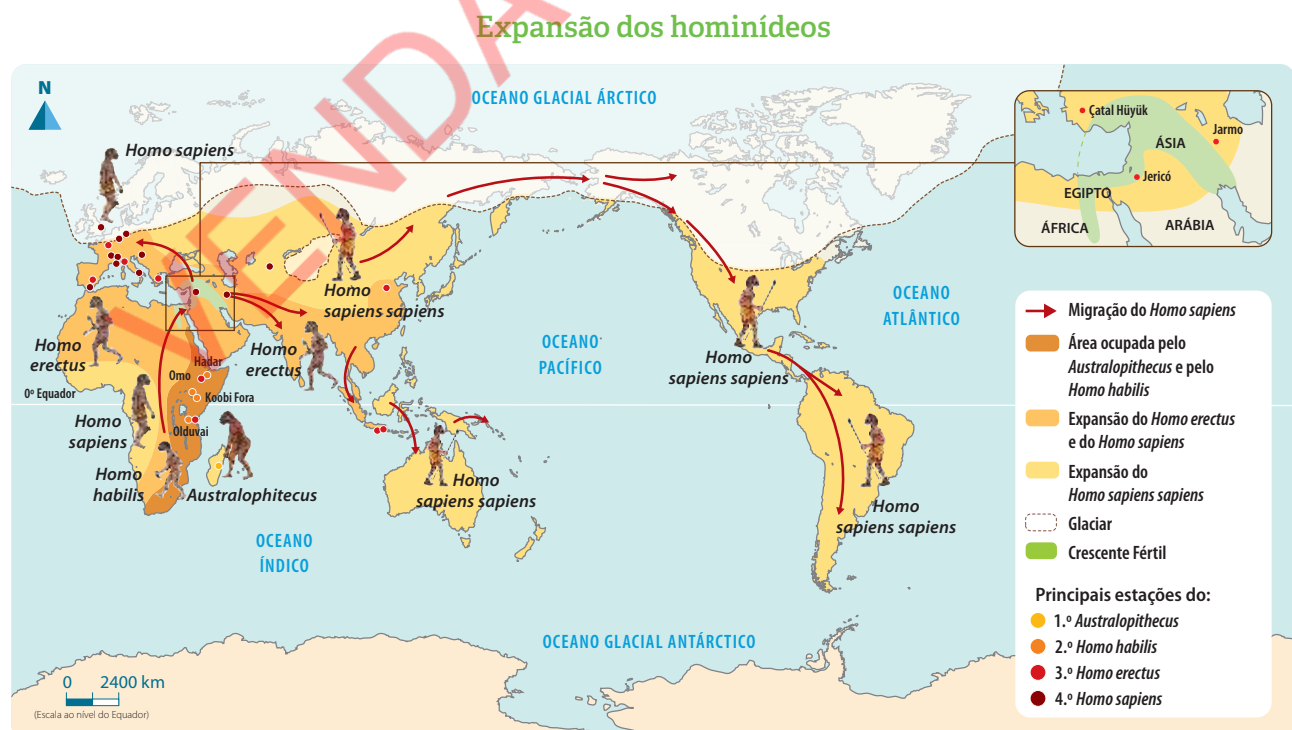 Expansão dos hominídeos
VENDA
N
OCEANO GLACIAL ÁRCTICO
Homo sapiens
Çatal Hüyük
ÁSIA
Jarmo
Jericó
EGIPTO
ÁFRICA
ARÁBIA
Homo
sapiens sapiens
OCEANO
ATLÂNTICO
OCEANO
PACÍFICO
Homo
erectus
Homo
erectus
Homo
sapiens sapiens
Hadar
Omo
0º Equador
Koobi Fora
Olduvai
Homo
sapiens
Homo
habilis
Australophitecus
Homo
sapiens sapiens
Homo
sapiens sapiens
OCEANO
ÍNDICO
OCEANO GLACIAL ANTÁRCTICO
0 2400 km
(Escala ao nível do Equador)
Migração do Homo sapiens
Área ocupada pelo
Australopithecus e pelo
Homo habilis
Expansão do Homo erectus
e do Homo sapiens
Expansão do
Homo sapiens sapiens
Glaciar
Crescente Fértil
Principais estações do:
1.º Australopithecus
2.º Homo habilis
3.º Homo erectus
4.º Homo sapiens